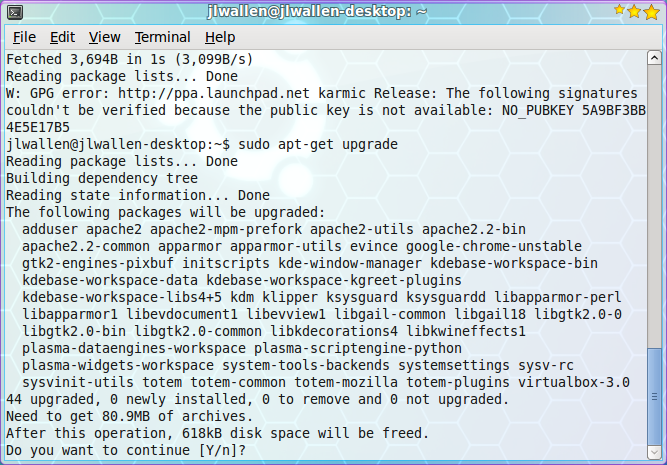 jlwallen@jlwallen-desktop: ~
File Edit View Terminal Help
Fetched 3,694B in 1s (3,099B/s)
Reading package lists... Done
W: GPG error: http://ppa.launchpad.net karmic Release: The following signatures
couldn't be verified because the public key is not available: NO_PUBKEY 5A9BF3BB
4E5E17B5
jlwallen@jlwallen-desktop:~$ sudo apt-get upgrade
Reading package lists... Done
Building dependency tree
Reading state information... Done
The following packages will be upgraded:
  adduser apache2 apache2-mpm-prefork apache2-utils apache2.2-bin
  apache2.2-common apparmor apparmor-utils evince google-chrome-unstable
  gtk2-engines-pixbuf initscripts kde-window-manager kdebase-workspace-bin
  kdebase-workspace-data kdebase-workspace-kgreet-plugins
  kdebase-workspace-libs4+5 kdm klipper ksysguard ksysguardd libapparmor-perl
  libapparmor1 libevdocument1 libevview1 libgail-common libgail18 libgtk2.0-0
  libgtk2.0-bin libgtk2.0-common libkdecorations4 libkwineffects1
  plasma-dataengines-workspace plasma-scriptengine-python
  plasma-widgets-workspace system-tools-backends systemsettings sysv-rc
  sysvinit-utils totem totem-common totem-mozilla totem-plugins virtualbox-3.0
44 upgraded, 0 newly installed, 0 to remove and 0 not upgraded.
Need to get 80.9MB of archives.
After this operation, 618kB disk space will be freed.
Do you want to continue [Y/n]?